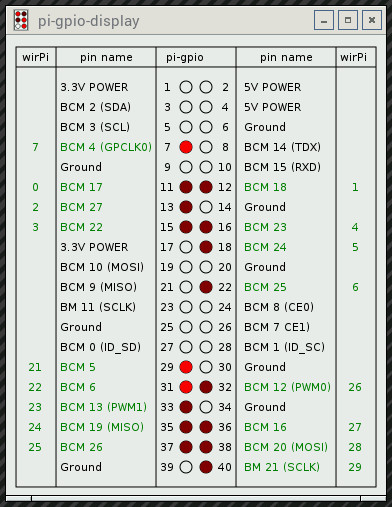 pi-gpio-display
wirPi pin name pi-gpio pin name wirPi
3.3V POWER 1 2 5V POWER
BCM 2 (SDA) 3 4 5V POWER
BCM 3 (SCL) 5 6 Ground
7 BCM 4 (GPCLK0) 7 8 BCM 14 (TDX)
Ground 9 10 BCM 15 (RXD)
0 BCM 17 11 12 BCM 18 1
2 BCM 27 13 14 Ground
3 BCM 22 15 16 BCM 23 4
3.3V POWER 17 18 BCM 24 5
BCM 10 (MOSI) 19 20 Ground
BCM 9 (MISO) 21 22 BCM 25 6
BM 11 (SCLK) 23 24 BCM 8 (CE0)
Ground 25 26 BCM 7 CE1)
BCM 0 (ID_SD) 27 28 BCM 1 (ID_SC)
21 BCM 5 29 30 Ground
22 BCM 6 31 32 BCM 12 (PWM0) 26
23 BCM 13 (PWM1) 33 34 Ground
24 BCM 19 (MISO) 35 36 BCM 16 27
25 BCM 26 37 38 BCM 20 (MOSI) 28
Ground 39 40 BM 21 (SCLK) 29